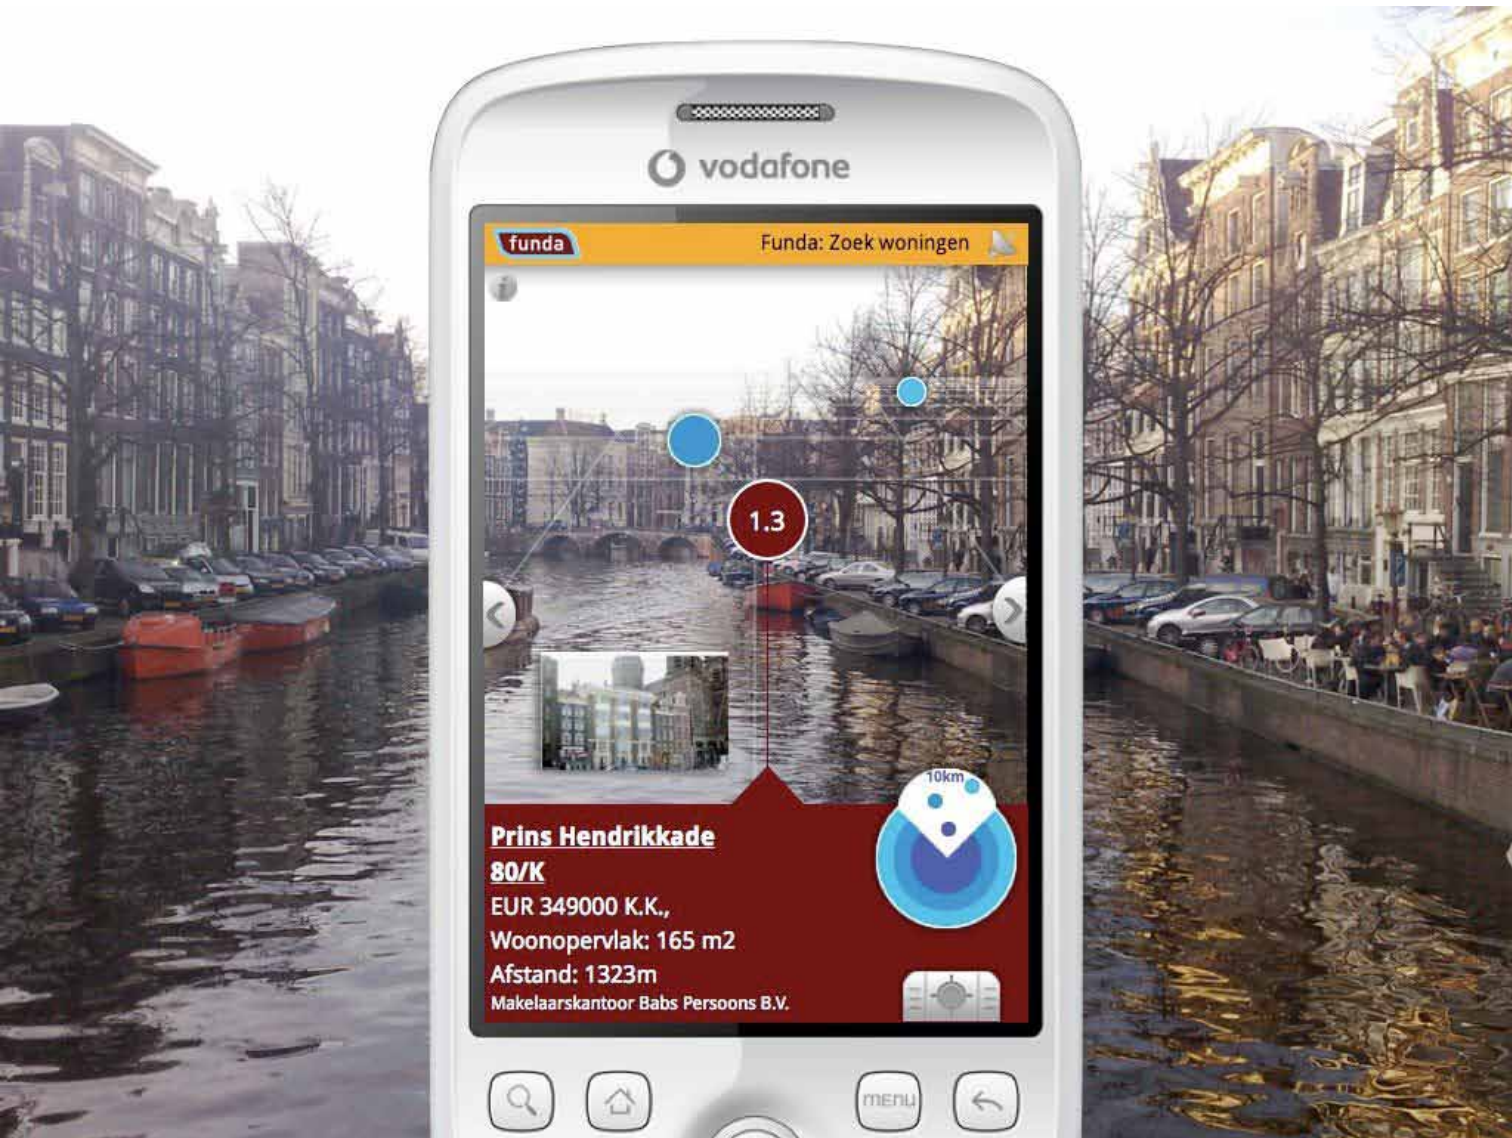 vodafone
funda
Funda: Zoek woningen
1.3
10km
Prins Hendrikkade
80/K
EUR 349000 K.K.,
Woonopervlak: 165 m2
Afstand: 1323m
Makelaarskantoor Babs Persoons B.V.
menu